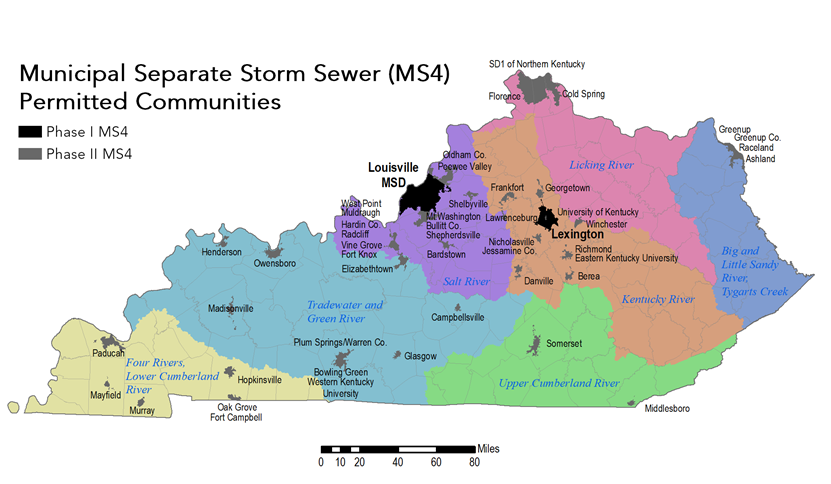 Municipal Separate Storm Sewer (MS4)
Permitted Communities
Phase I MS4
Phase II MS4
SD1 of Northern Kentucky
Florence
Cold Spring
Greenup
Greenup Co.
Raceland
Ashland
Licking River
Oldham Co.
Peewee Valley
Louisville
MSD
Shelbyville
Frankfort
Georgetown
West Point
Muldraugh
Hardin Co.
Radcliff
Vine Grove
Fort Knox
Elizabethtown
Mt Washington
Bullitt Co.
Shepherdsville
Bardstown
Lawrenceburg
University of Kentucky
Winchester
Lexington
Nicholasville
Jessamine Co.
Richmond
Eastern Kentucky University
Berea
Danville
Big and
Little Sandy
River,
Tygarts Creek
Salt River
Kentucky River
Henderson
Owensboro
Madisonville
Tradewater and
Green River
Campbellsville
Plum Springs/Warren Co.
Glasgow
Somerset
Paducah
Four Rivers,
Lower Cumberland
River
Hopkinsville
Bowling Green
Western Kentucky
University
Upper Cumberland River
Mayfield
Murray
Oak Grove
Fort Campbell
Middlesboro
Miles
0 10 20 40 60 80